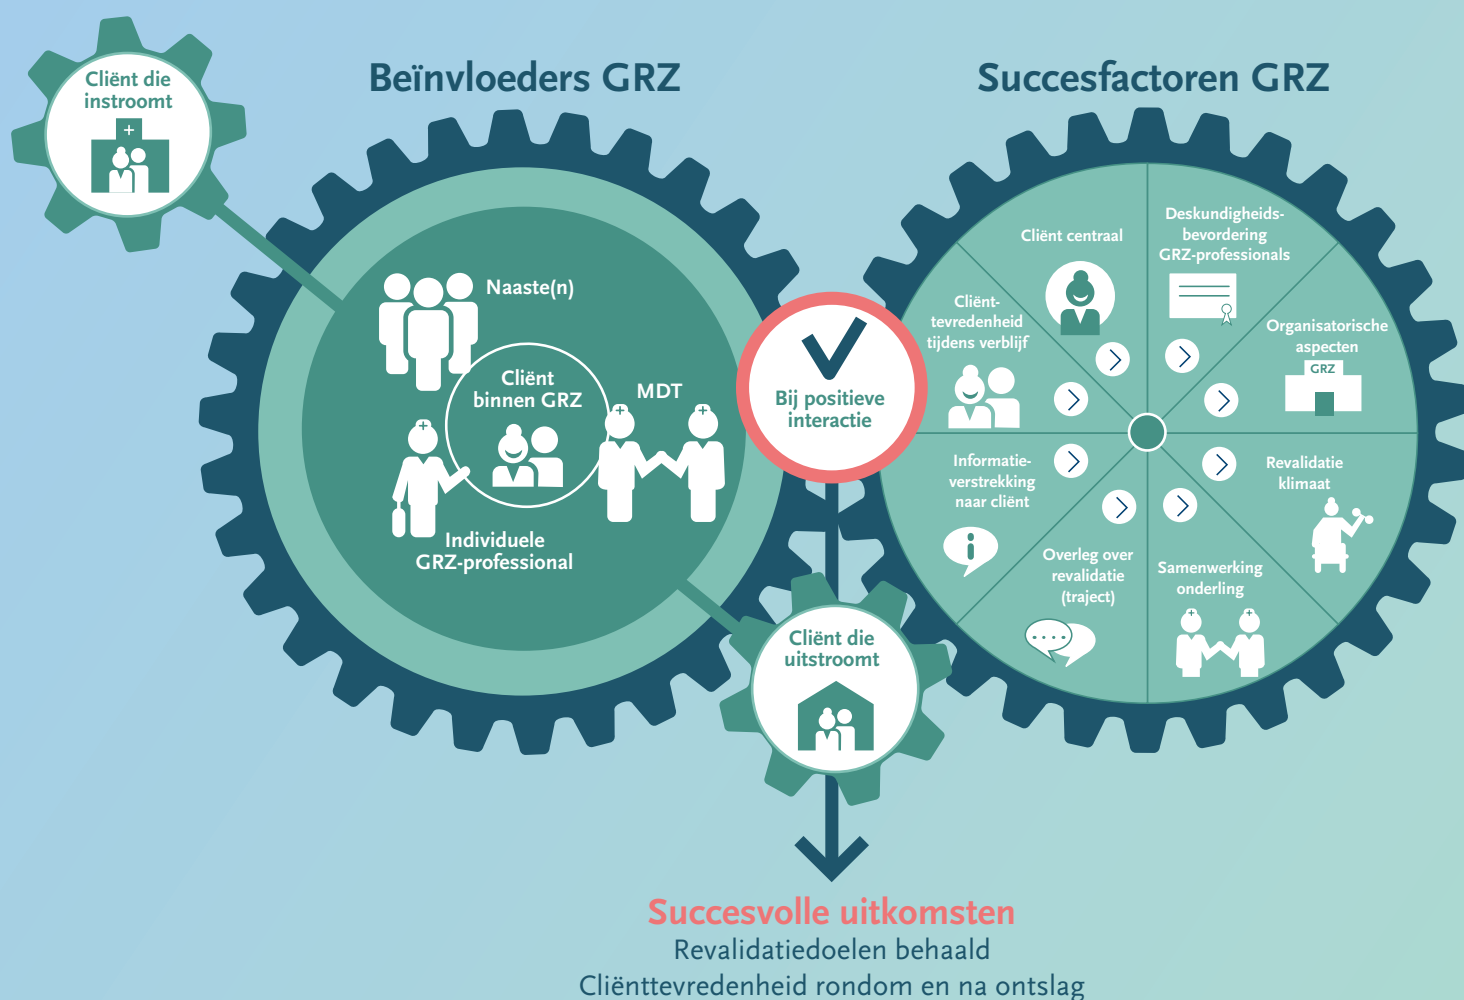 Cliënt die
instroomt
Beïnvloeders GRZ
Succesfactoren GRZ
Naaste(n)
Cliënt
binnen GRZ
MDT
Individuele
GRZ-professional
Bij positieve
interactie
Cliënt centraal
Deskundigheids-
bevordering
GRZ-professionals
Organisatorische
aspecten
GRZ
Revalidatie
klimaat
Samenwerking
onderling
Overleg over
revalidatie
(traject)
Informatie-
verstrekking
naar cliënt
Cliënt-
tevredenheid
tijdens verblijf
Cliënt die
uitstroomt
Succesvolle uitkomsten
Revalidatiedoelen behaald
Cliënttevredenheid rondom en na ontslag